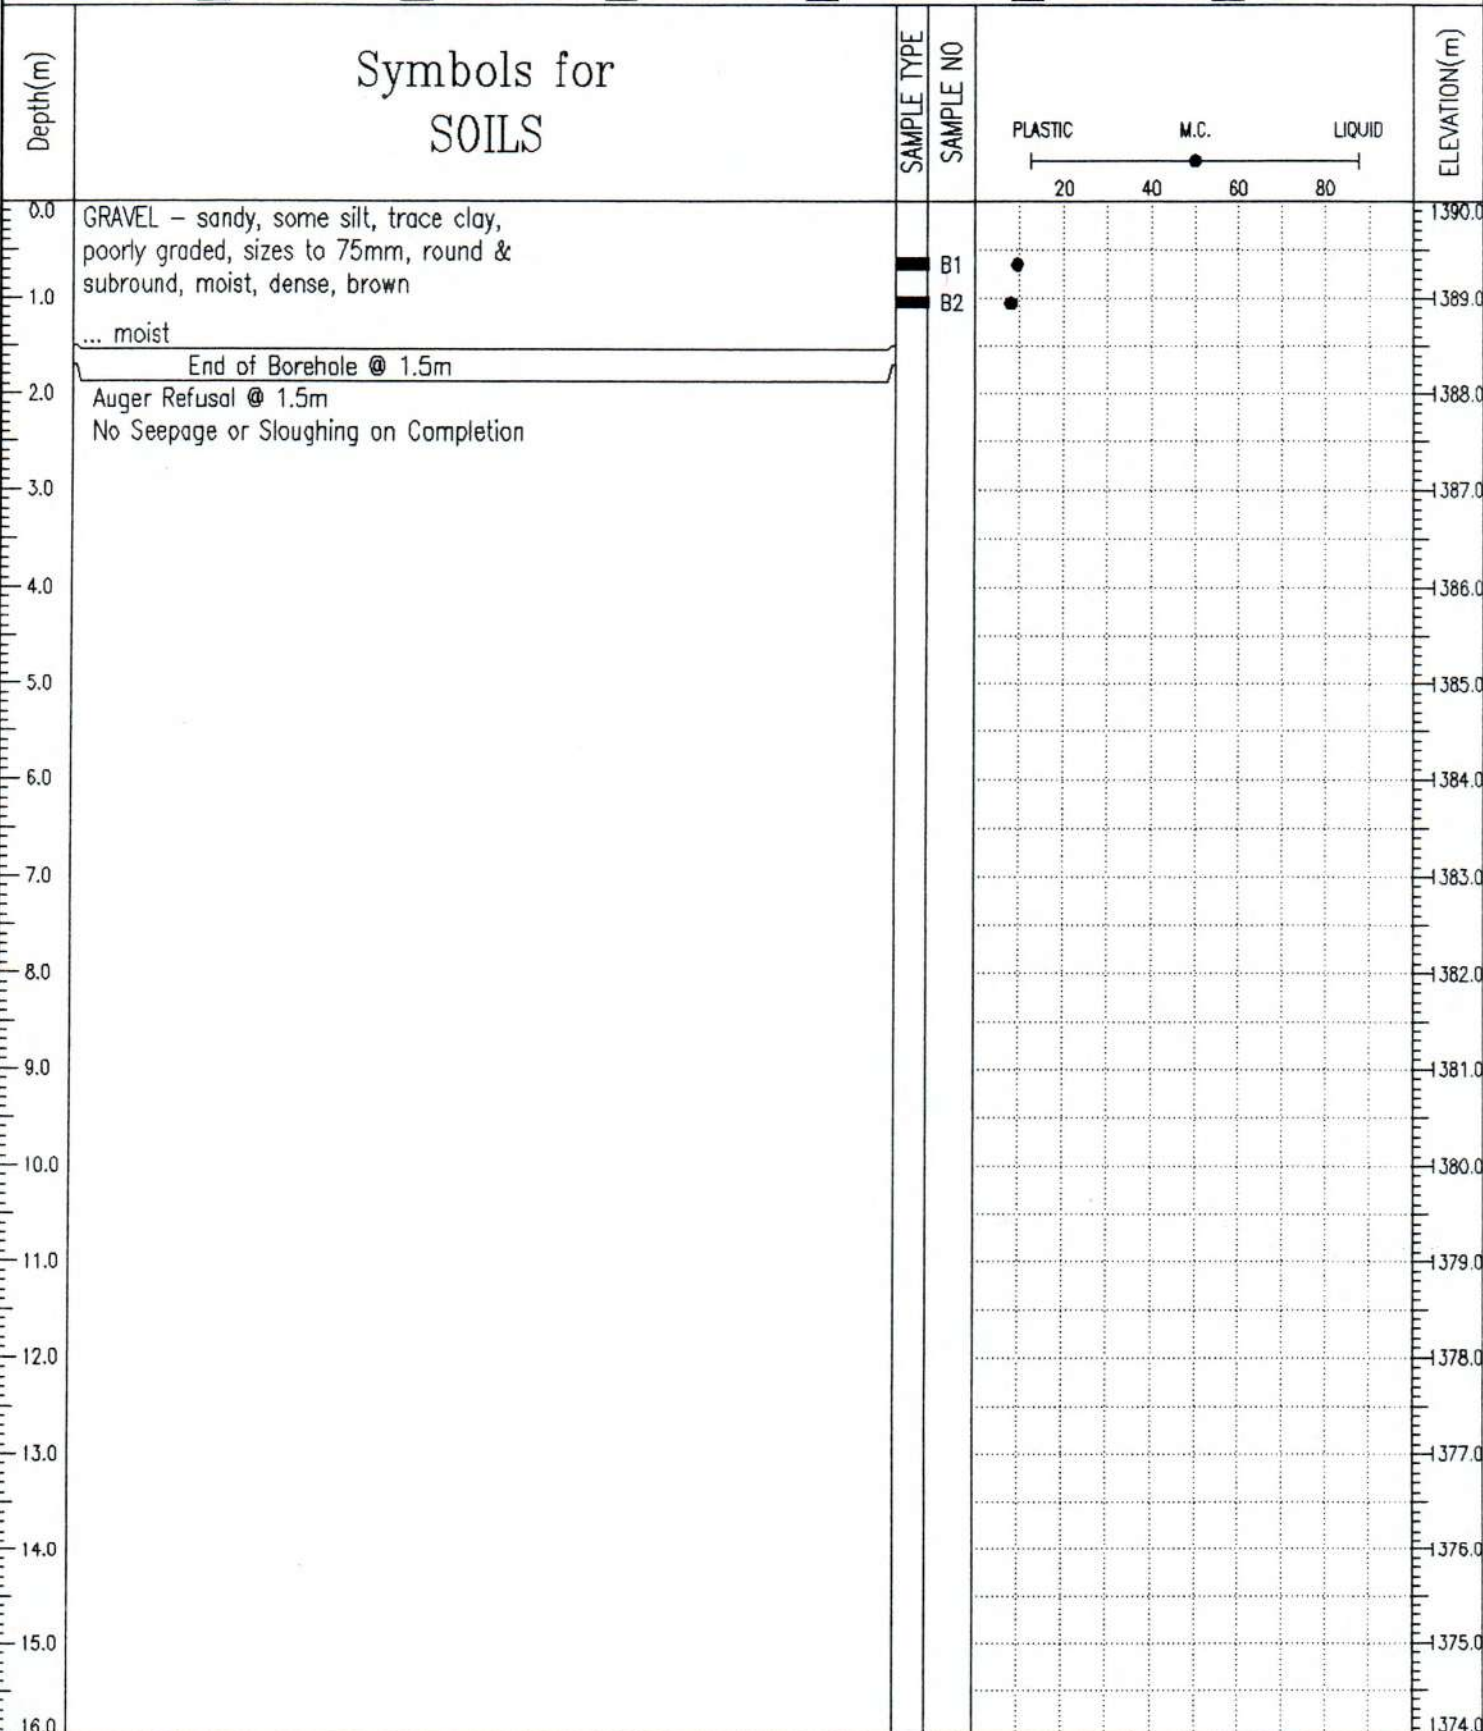 Depth(m)
Symbols for
SOILS
SAMPLE TYPE
SAMPLE NO
PLASTIC M.C. LIQUID
20 40 60 80
ELEVATION(m)
0.0
GRAVEL – sandy, some silt, trace clay,
poorly graded, sizes to 75mm, round &
subround, moist, dense, brown
... moist
End of Borehole @ 1.5m
Auger Refusal @ 1.5m
No Seepage or Sloughing on Completion
B1
B2
1.0
2.0
3.0
4.0
5.0
6.0
7.0
8.0
9.0
10.0
11.0
12.0
13.0
14.0
15.0
16.0
1390.0
1389.0
1388.0
1387.0
1386.0
1385.0
1384.0
1383.0
1382.0
1381.0
1380.0
1379.0
1378.0
1377.0
1376.0
1375.0
1374.0